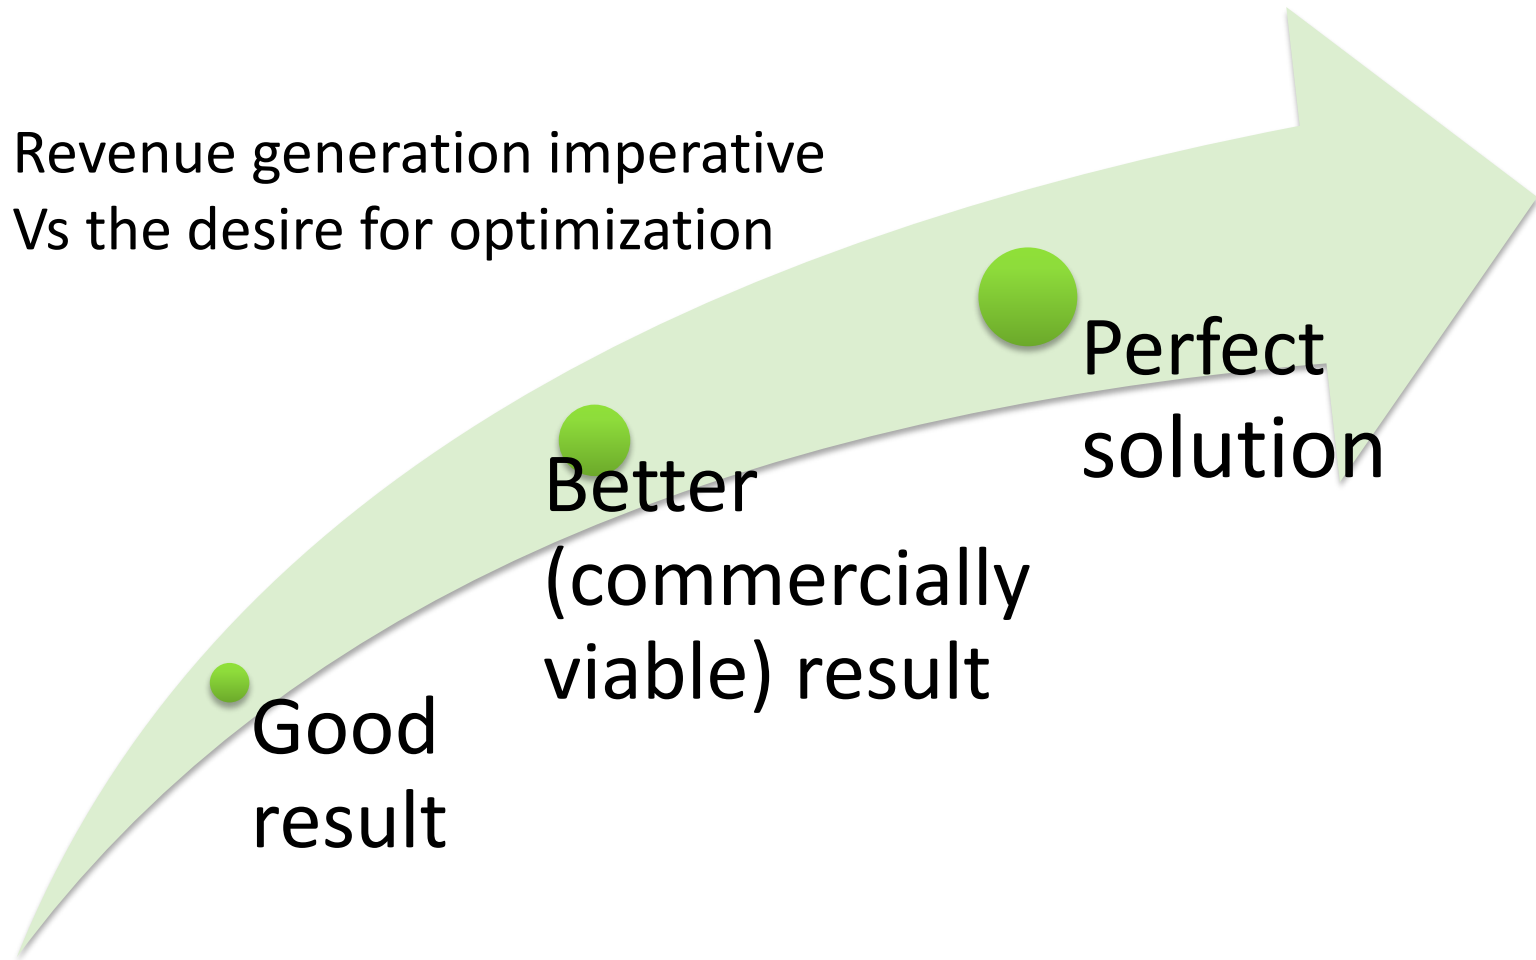 Revenue generation imperative
Vs the desire for optimization
Perfect
solution
Better
(commercially
viable) result
Good
result